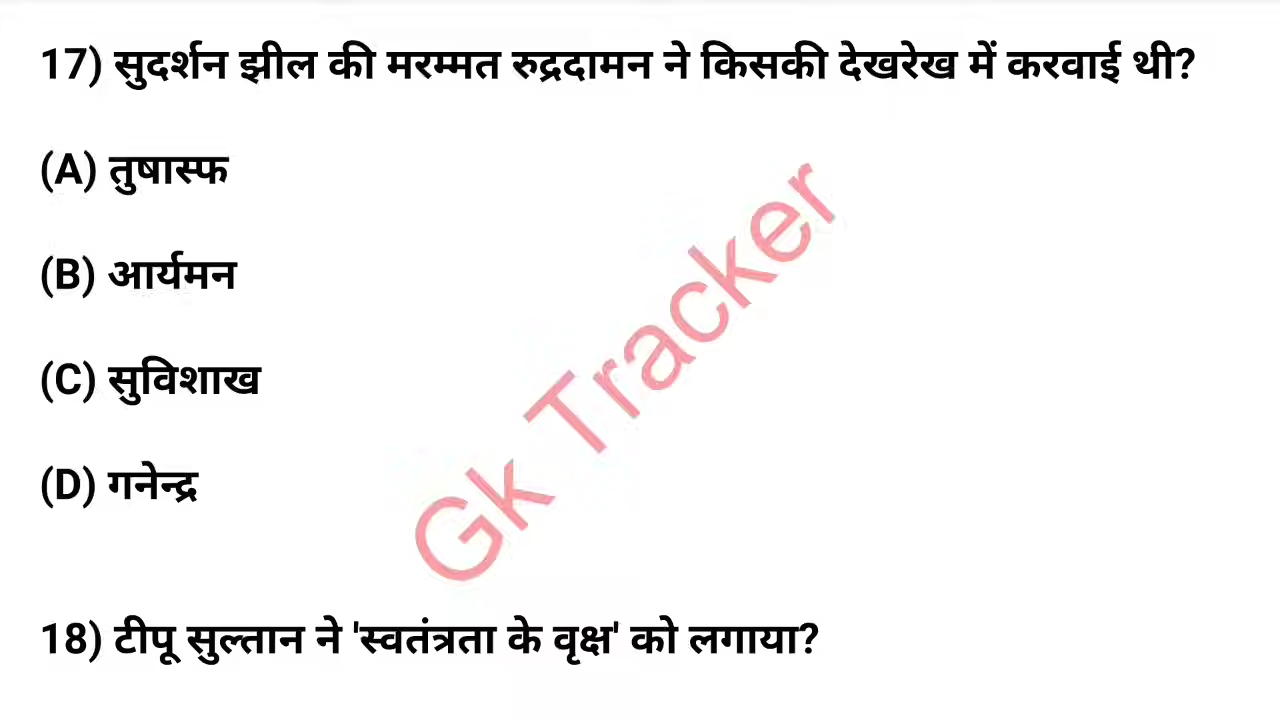 17) सुदर्शन झील की मरम्मत रुद्रदामन ने किसकी देखरेख में करवाई थी?
(A) तुषास्फ
(B) आर्यमन
(C) सुविशाख
(D) गनेन्द्र
Gk Tracker
18) टीपू सुल्तान ने 'स्वतंत्रता के वृक्ष' को लगाया?